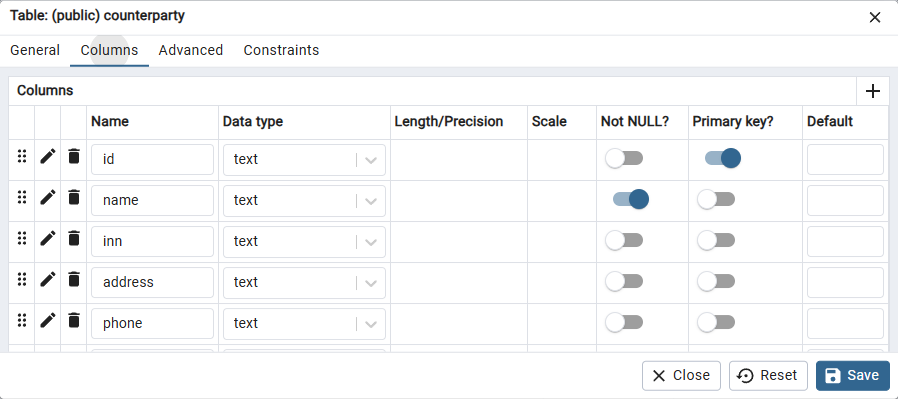 Table: (public) counterparty
General Columns Advanced Constraints
Columns
Name Data type Length/Precision Scale Not NULL? Primary key? Default
id text
name text
inn text
address text
phone text
Close Reset Save